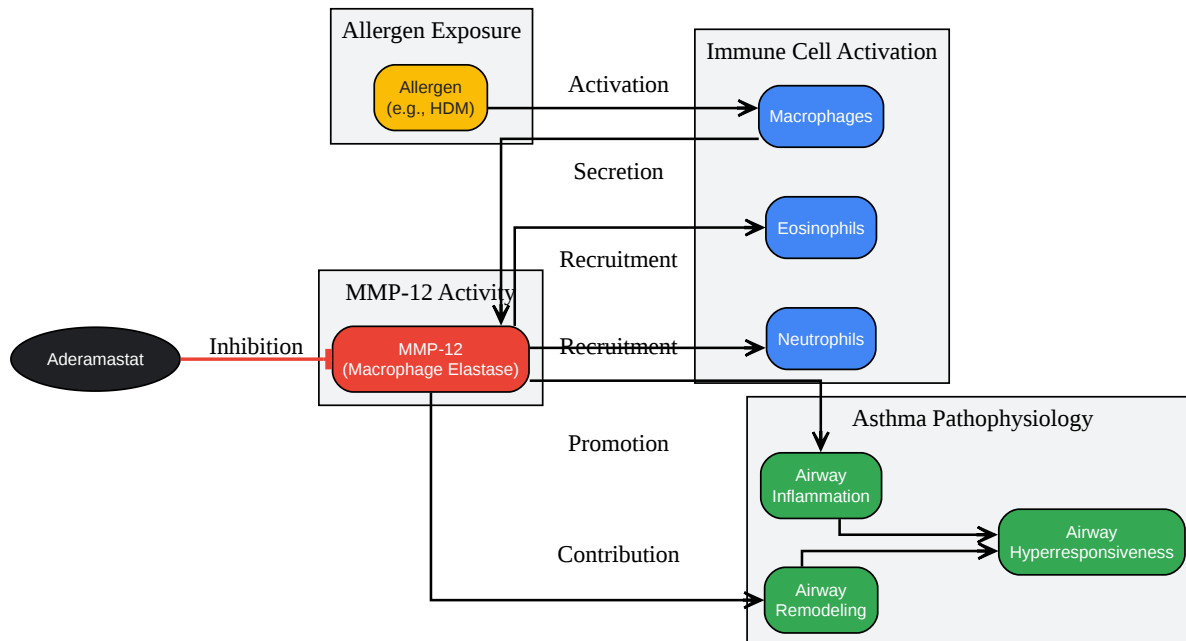 Allergen Exposure
Allergen
(e.g., HDM)
Activation
Immune Cell Activation
Macrophages
Secretion
Eosinophils
Recruitment
MMP-12 Activity
Aderamastat
Inhibition
MMP-12
(Macrophage Elastase)
Recruitment
Neutrophils
Asthma Pathophysiology
Promotion
Airway
Inflammation
Airway
Hyperresponsiveness
Contribution
Airway
Remodeling